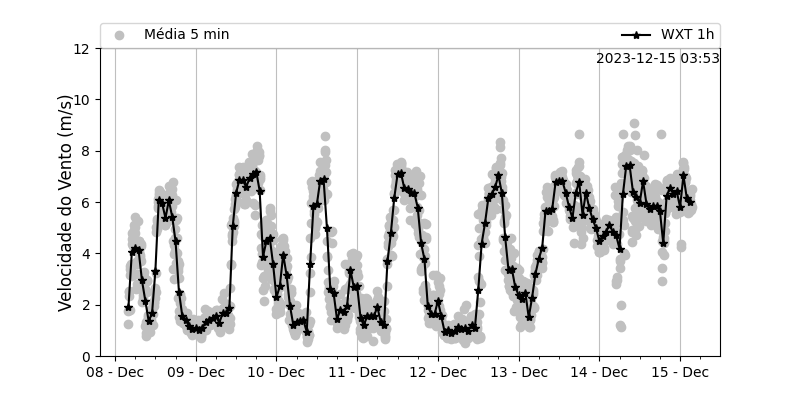 Média 5 min
WXT 1h
2023-12-15 03:53
Velocidade do Vento (m/s)
12
10
8
6
4
2
0
08 - Dec
09 - Dec
10 - Dec
11 - Dec
12 - Dec
13 - Dec
14 - Dec
15 - Dec